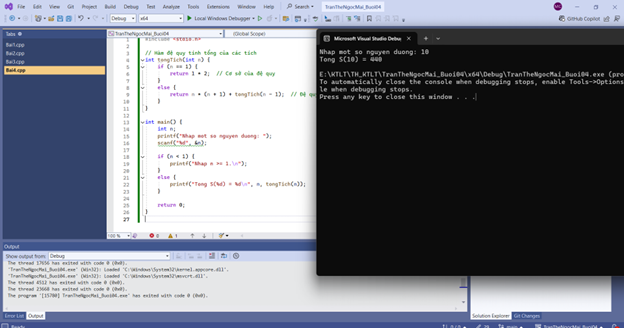 File Edit View Git Project Build Debug Test Analyze Tools Extensions Window Help Search TranTheNgocMai_Buoi04
Debug x64 Local Windows Debugger GitHub Copilot
Tabs
Bai1.cpp
Bai2.cpp
Bai3.cpp
Bai4.cpp
TranTheNgocMai_Buoi04 (Global Scope)
#include <stdio.h>
// Hàm đệ quy tính tổng của các tích
int tongTich(int n) {
if (n == 1) {
return 1 * 2; // Cơ sở của đệ quy
}
else {
return n * (n + 1) + tongTich(n - 1); // Đệ qu
}
}
int main() {
int n;
printf("Nhap mot so nguyen duong: ");
scanf("%d", &n);
if (n < 1) {
printf("Nhap n >= 1.\n");
}
else {
printf("Tong S(%d) = %d\n", n, tongTich(n));
}
return 0;
}
100 % 0 1
Microsoft Visual Studio Debu
Nhap mot so nguyen duong: 10
Tong S(10) = 440
E:\KTLT\TH_KTLT\TranTheNgocMai_Buoi04\x64\Debug\TranTheNgocMai_Buoi04.exe (pro
To automatically close the console when debugging stops, enable Tools->Options
le when debugging stops.
Press any key to close this window . . .
Output
Show output from: Debug
The thread 17656 has exited with code 0 (0x0).
'TranTheNgocMai_Buoi04.exe' (Win32): Loaded 'C:\Windows\System32\kernel.appcore.dll'.
'TranTheNgocMai_Buoi04.exe' (Win32): Loaded 'C:\Windows\System32\msvcrt.dll'.
The thread 4512 has exited with code 0 (0x0).
The thread 23668 has exited with code 0 (0x0).
The program '[15780] TranTheNgocMai_Buoi04.exe' has exited with code 0 (0x0).
Error List Output
Solution Explorer Git Changes
Ready main TranTheNgocMai_Buoi04